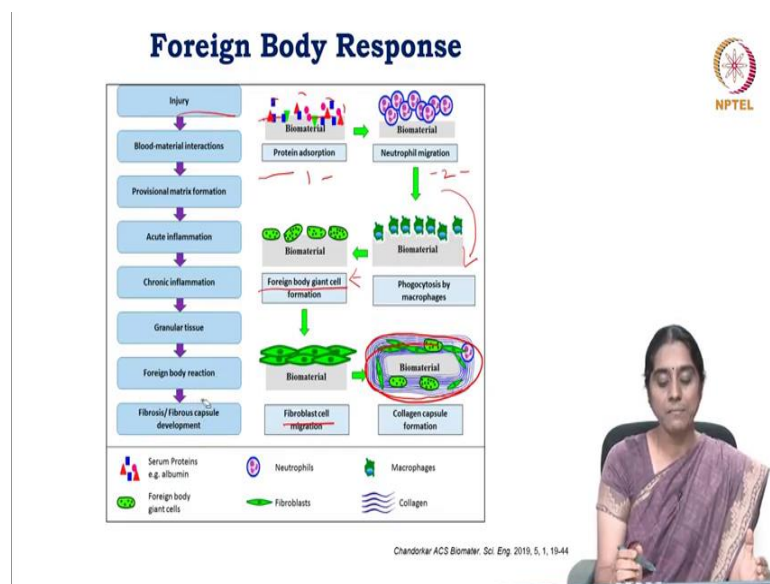 Foreign Body Response
NPTEL
Injury
Blood-material interactions
Provisional matrix formation
Acute inflammation
Chronic inflammation
Granular tissue
Foreign body reaction
Fibrosis/ Fibrous capsule
development
Biomaterial
Protein adsorption
- 1 -
Biomaterial
Neutrophil migration
- 2 -
Biomaterial
Phogocytosis by
macrophages
Biomaterial
Foreign body giant cell
formation
Biomaterial
Fibroblast cell
migration
Biomaterial
Collagen capsule
formation
Serum Proteins
e.g. albumin
Neutrophils
Macrophages
Foreign body
giant cells
Fibroblasts
Collagen
Chandorkar ACS Biomater. Sci. Eng. 2019, 5, 1, 19-44